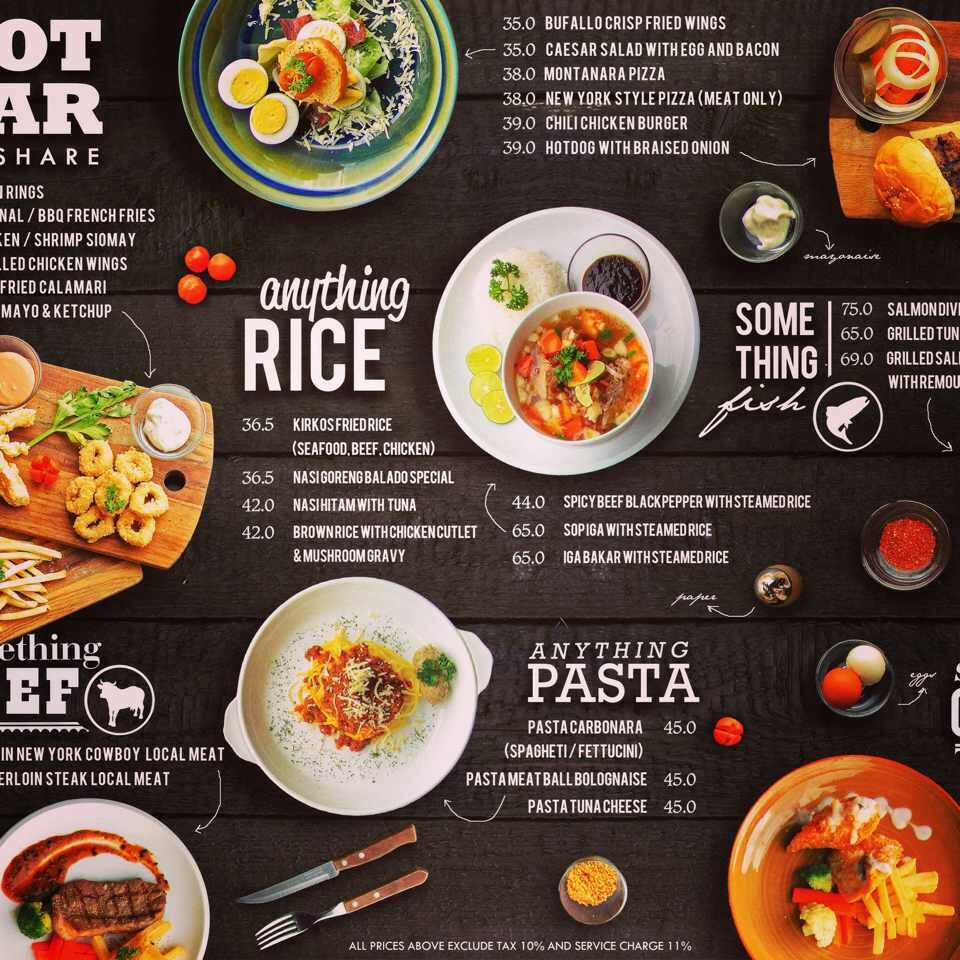 OT
AR
SHARE
RINGS
NAL / BBQ FRENCH FRIES
KEN / SHRIMP SIOMAY
LLED CHICKEN WINGS
FRIED CALAMARI
MAYO & KETCHUP
35.0 BUFALLO CRISP FRIED WINGS
35.0 CAESAR SALAD WITH EGG AND BACON
38.0 MONTANARA PIZZA
38.0 NEW YORK STYLE PIZZA (MEAT ONLY)
39.0 CHILI CHICKEN BURGER
39.0 HOTDOG WITH BRAISED ONION
mayonaise
anything
RICE
36.5 KIRKOS FRIED RICE
(SEAFOOD, BEEF, CHICKEN)
36.5 NASI GORENG BALADO SPECIAL
42.0 NASI HITAM WITH TUNA
42.0 BROWN RICE WITH CHICKEN CUTLET
& MUSHROOM GRAVY
44.0 SPICY BEEF BLACKPEPPER WITH STEAMED RICE
65.0 SOP IGA WITH STEAMED RICE
65.0 IGA BAKAR WITH STEAMED RICE
SOME
THING
fish
75.0 SALMON DIV
65.0 GRILLED TUN
69.0 GRILLED SAL
WITH REMOU
paper
eggs
ething
EF
IN NEW YORK COWBOY LOCAL MEAT
ERLOIN STEAK LOCAL MEAT
ANYTHING
PASTA
PASTA CARBONARA 45.0
(SPAGHETI / FETTUCINI)
PASTA MEAT BALL BOLOGNAISE 45.0
PASTA TUNA CHEESE 45.0
ALL PRICES ABOVE EXCLUDE TAX 10% AND SERVICE CHARGE 11%